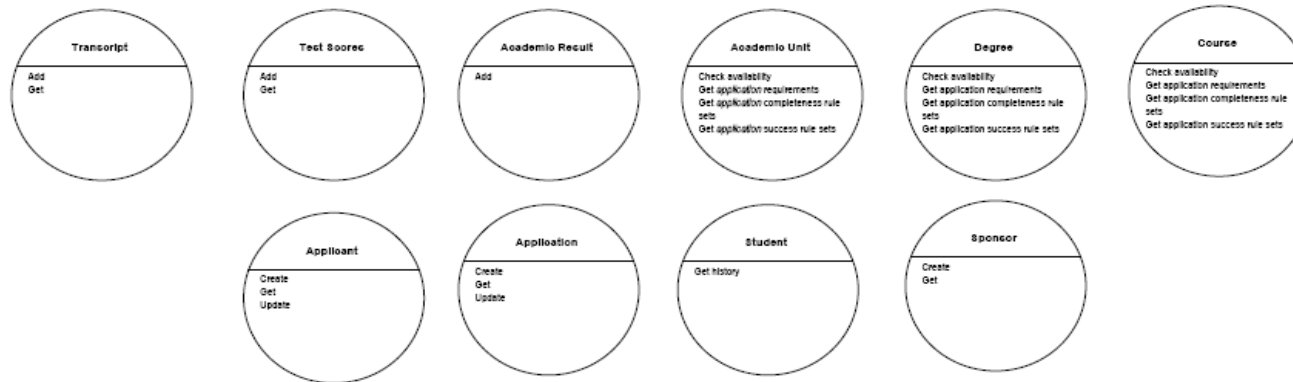 Transcript
Add
Get
Test Scores
Add
Get
Academic Result
Add
Academic Unit
Check availability
Get application requirements
Get application completeness rule
sets
Get application success rule sets
Degree
Check availability
Get application requirements
Get application completeness rule
sets
Get application success rule sets
Course
Check availability
Get application requirements
Get application completeness rule
sets
Get application success rule sets
Applicant
Create
Get
Update
Application
Create
Get
Update
Student
Get history
Sponsor
Create
Get